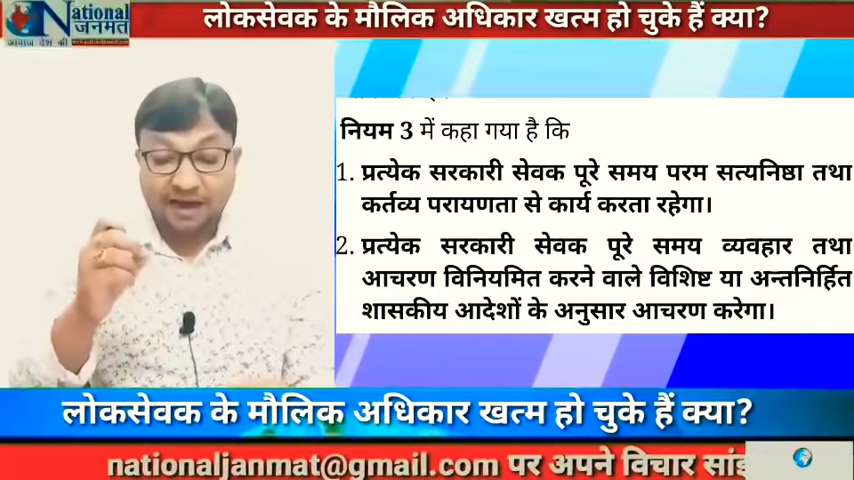 National
जनमत
आवाज देश की
लोकसेवक के मौलिक अधिकार खत्म हो चुके हैं क्या?
नियम 3 में कहा गया है कि
1. प्रत्येक सरकारी सेवक पूरे समय परम सत्यनिष्ठा तथा
कर्तव्य परायणता से कार्य करता रहेगा।
2. प्रत्येक सरकारी सेवक पूरे समय व्यवहार तथा
आचरण विनियमित करने वाले विशिष्ट या अन्तनिर्हित
शासकीय आदेशों के अनुसार आचरण करेगा।
लोकसेवक के मौलिक अधिकार खत्म हो चुके हैं क्या?
nationaljanmat@gmail.com पर अपने विचार